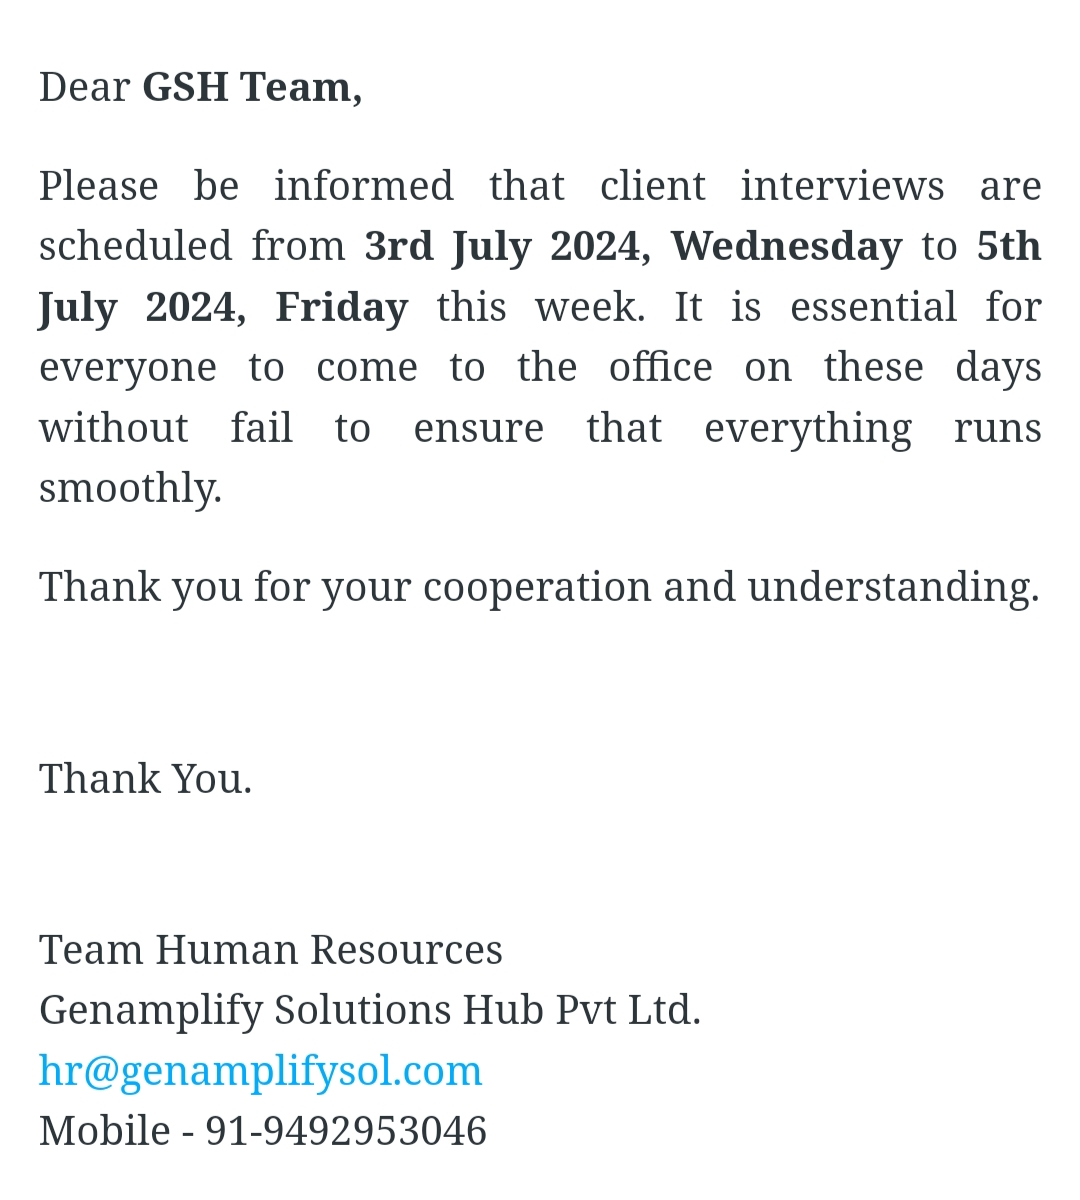 Dear GSH Team,
Please be informed that client interviews are
scheduled from 3rd July 2024, Wednesday to 5th
July 2024, Friday this week. It is essential for
everyone to come to the office on these days
without fail to ensure that everything runs
smoothly.
Thank you for your cooperation and understanding.
Thank You.
Team Human Resources
Genamplify Solutions Hub Pvt Ltd.
hr@genamplifysol.com
Mobile - 91-9492953046